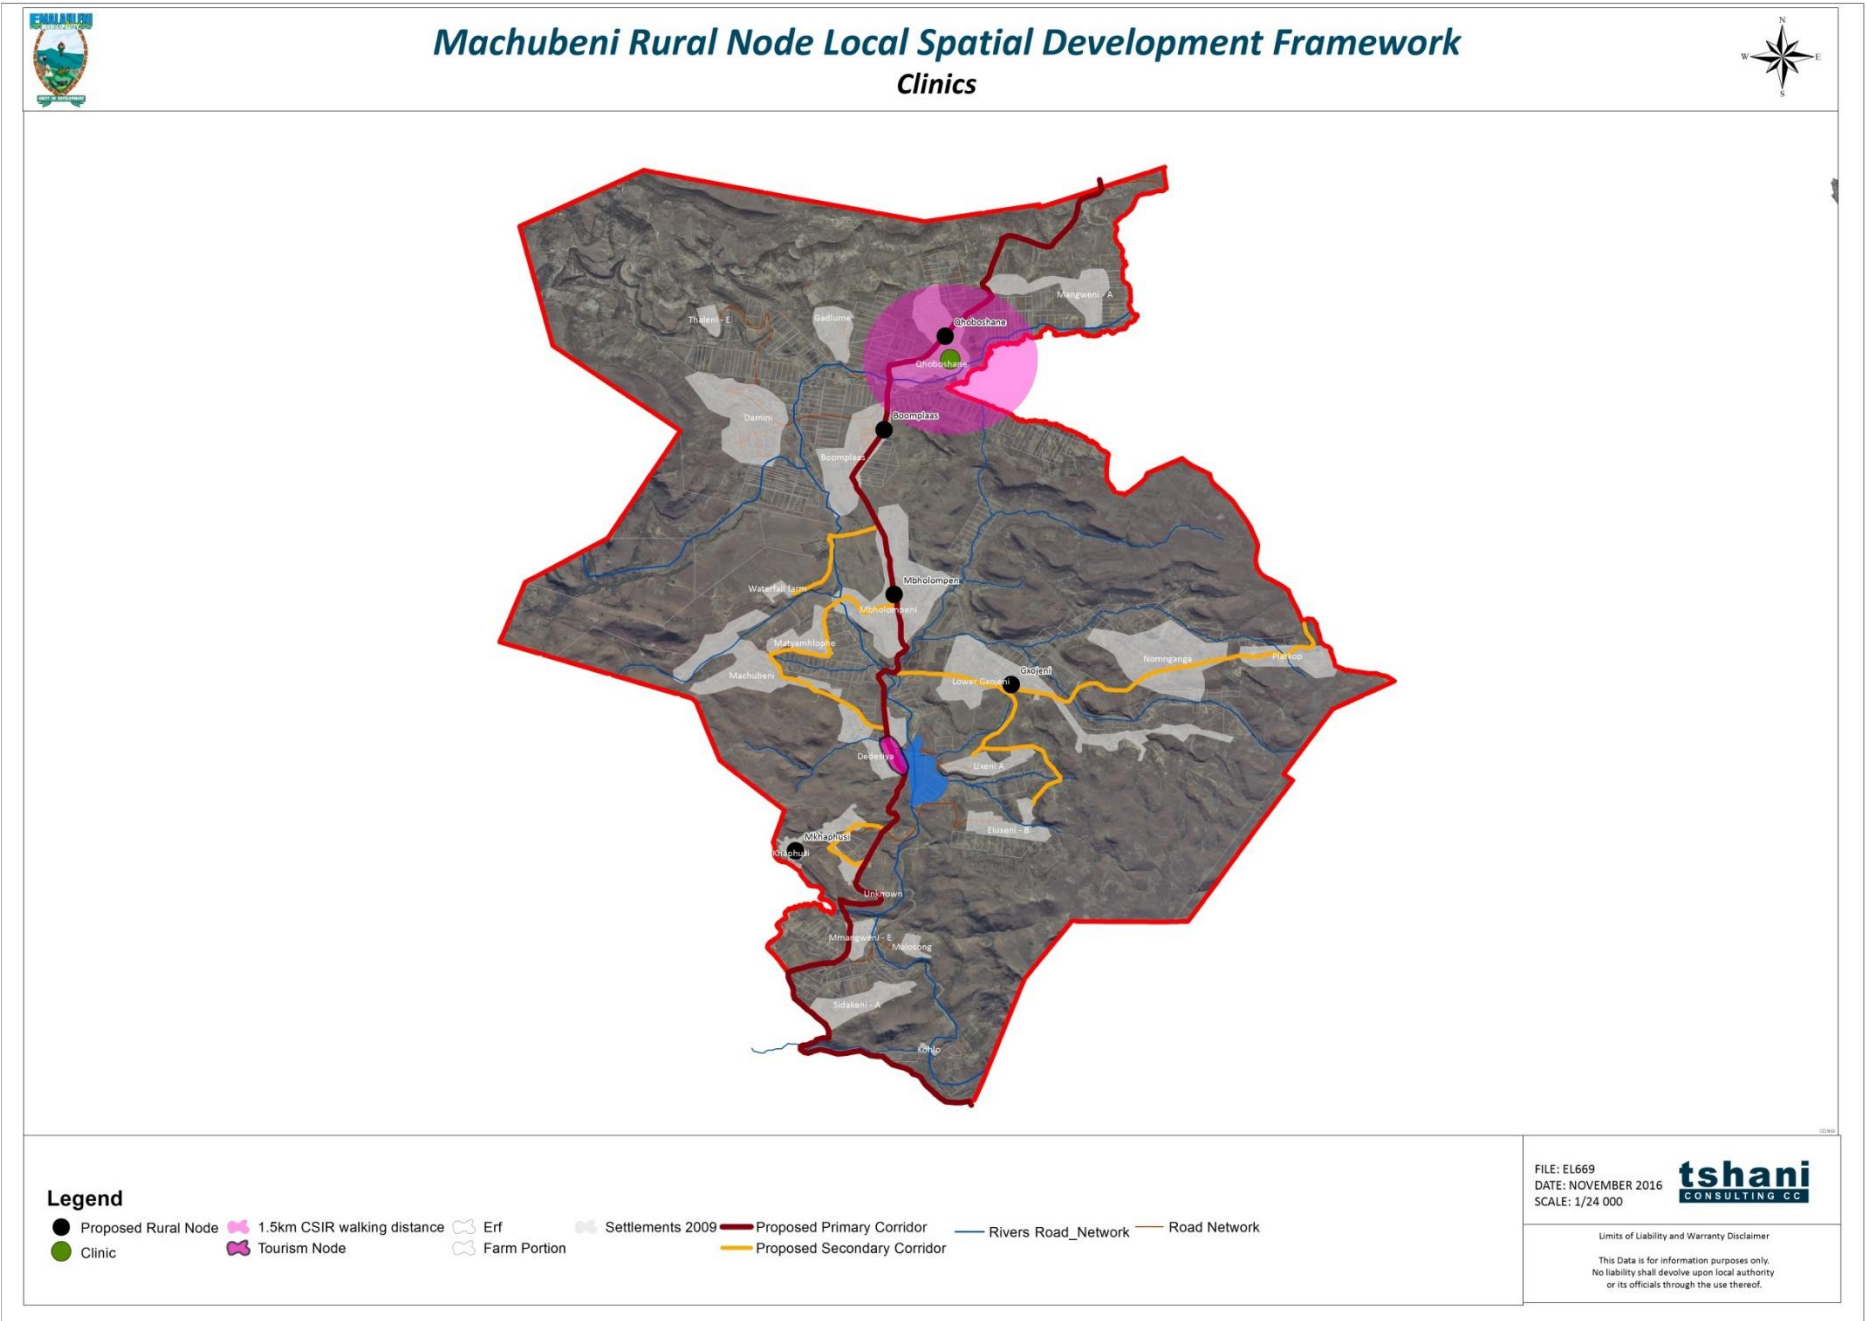 EMALAHLENI
Machubeni Rural Node Local Spatial Development Framework
Clinics
N
W
E
S
Mangweni - A
Thaleni - E
Gadlume
Qhoboshane
Qhoboshane
Boomplaas
Damini
Boomplaas
Mbholompeni
Waterfall farm
Mbholompeni
Matyamhlophe
Nomnganga
Platkop
Machubeni
Gxojeni
Lower Gxojeni
Dedesiya
Uxeni A
Eluxeni - B
Mkhaphusi
Khaphusi
Unknown
Mmangweni - E
Malosong
Sidakeni - A
Kohlo
Legend
Proposed Rural Node
Clinic
1.5km CSIR walking distance
Tourism Node
Erf
Farm Portion
Settlements 2009
Proposed Primary Corridor
Proposed Secondary Corridor
Rivers Road_Network
Road Network
FILE: EL669
DATE: NOVEMBER 2016
SCALE: 1/24 000
tshani
CONSULTING CC
Limits of Liability and Warranty Disclaimer
This Data is for information purposes only.
No liability shall devolve upon local authority
or its officials through the use thereof.